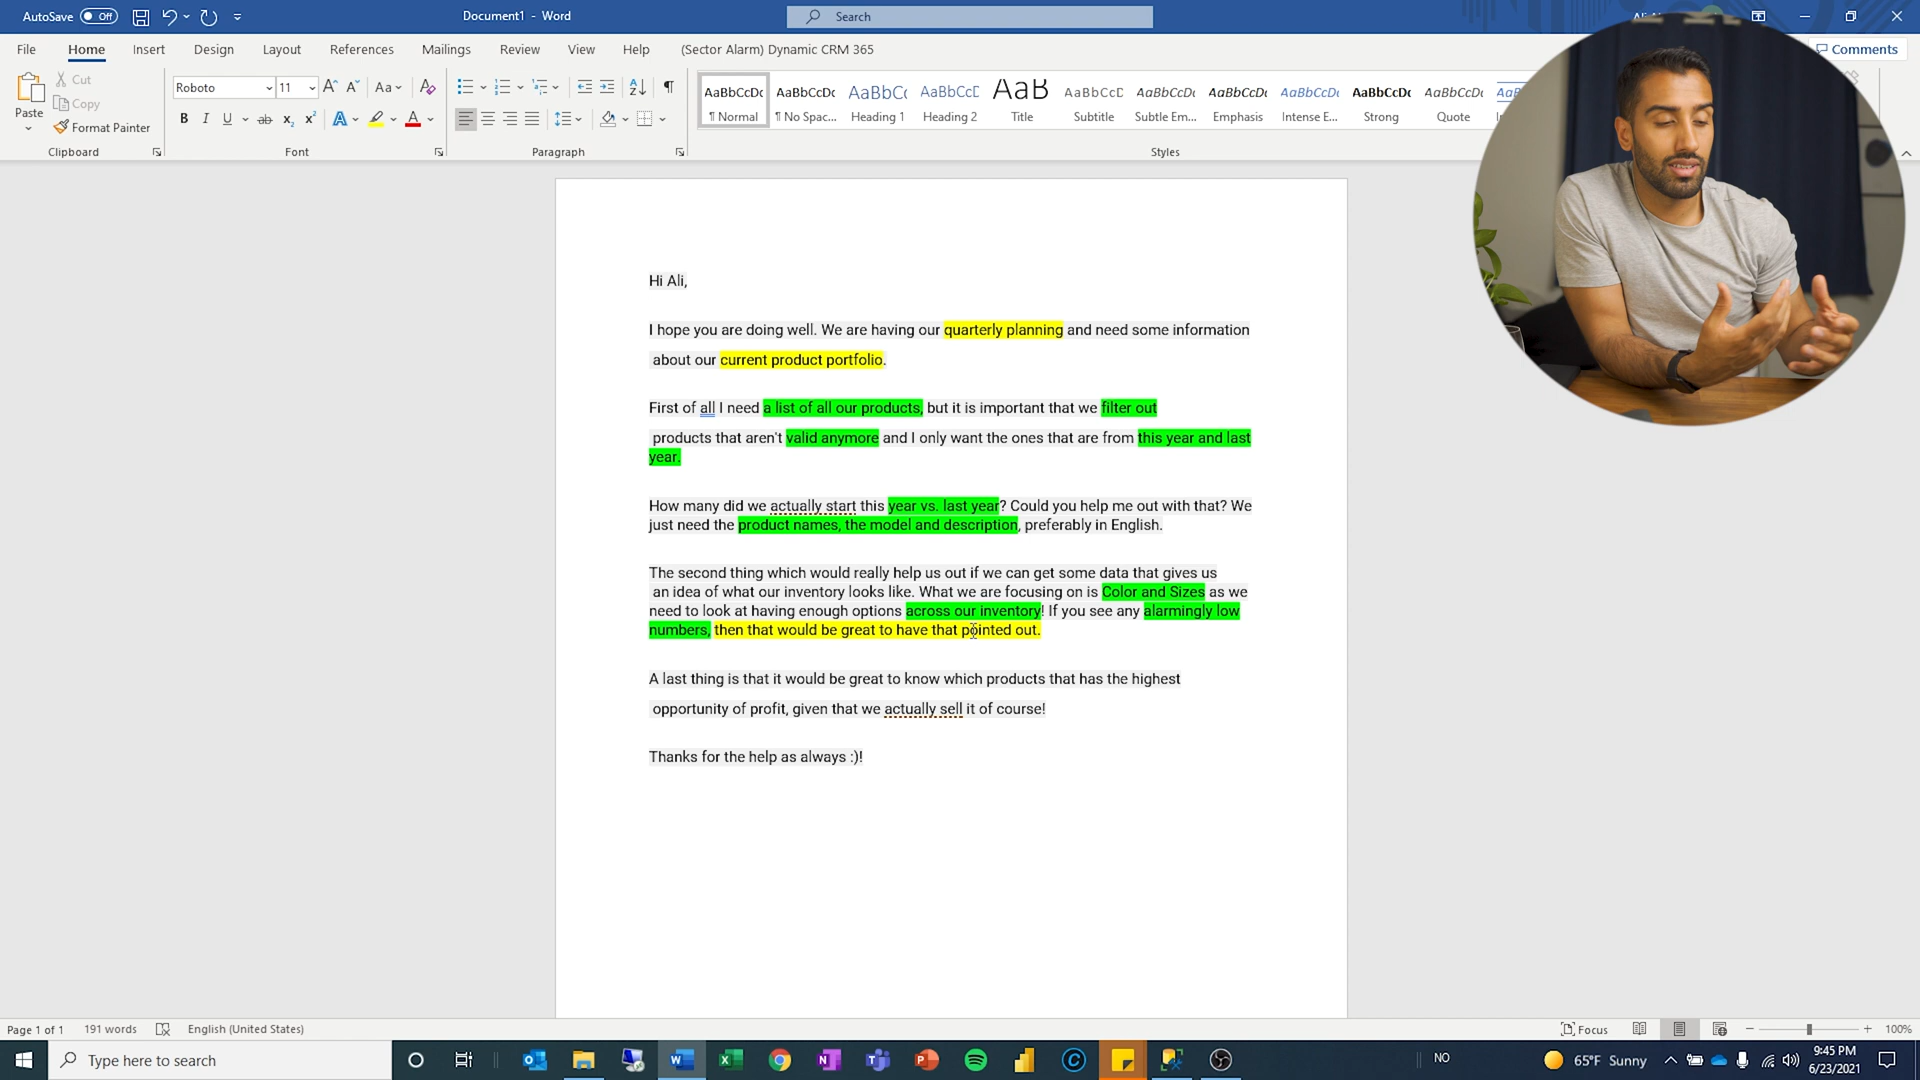 AutoSave Off Document1 - Word Search
File Home Insert Design Layout References Mailings Review View Help (Sector Alarm) Dynamic CRM 365 Comments
Paste Cut Copy Format Painter
Roboto 11
AaBbCcDc AaBbCcDc AaBbCc AaBbCcD AaB AaBbCcD AaBbCcDc AaBbCcDc AaBbCcDc AaBbCcDc AaBbCcDc
¶ Normal ¶ No Spac... Heading 1 Heading 2 Title Subtitle Subtle Em... Emphasis Intense E... Strong Quote
Clipboard Font Paragraph Styles
Hi Ali,
I hope you are doing well. We are having our quarterly planning and need some information
about our current product portfolio.
First of all I need a list of all our products, but it is important that we filter out
products that aren't valid anymore and I only want the ones that are from this year and last
year.
How many did we actually start this year vs. last year? Could you help me out with that? We
just need the product names, the model and description, preferably in English.
The second thing which would really help us out if we can get some data that gives us
an idea of what our inventory looks like. What we are focusing on is Color and Sizes as we
need to look at having enough options across our inventory! If you see any alarmingly low
numbers, then that would be great to have that pointed out.
A last thing is that it would be great to know which products that has the highest
opportunity of profit, given that we actually sell it of course!
Thanks for the help as always :)!
Page 1 of 1 191 words English (United States) Focus 100%
Type here to search NO 65°F Sunny 9:45 PM
6/23/2021